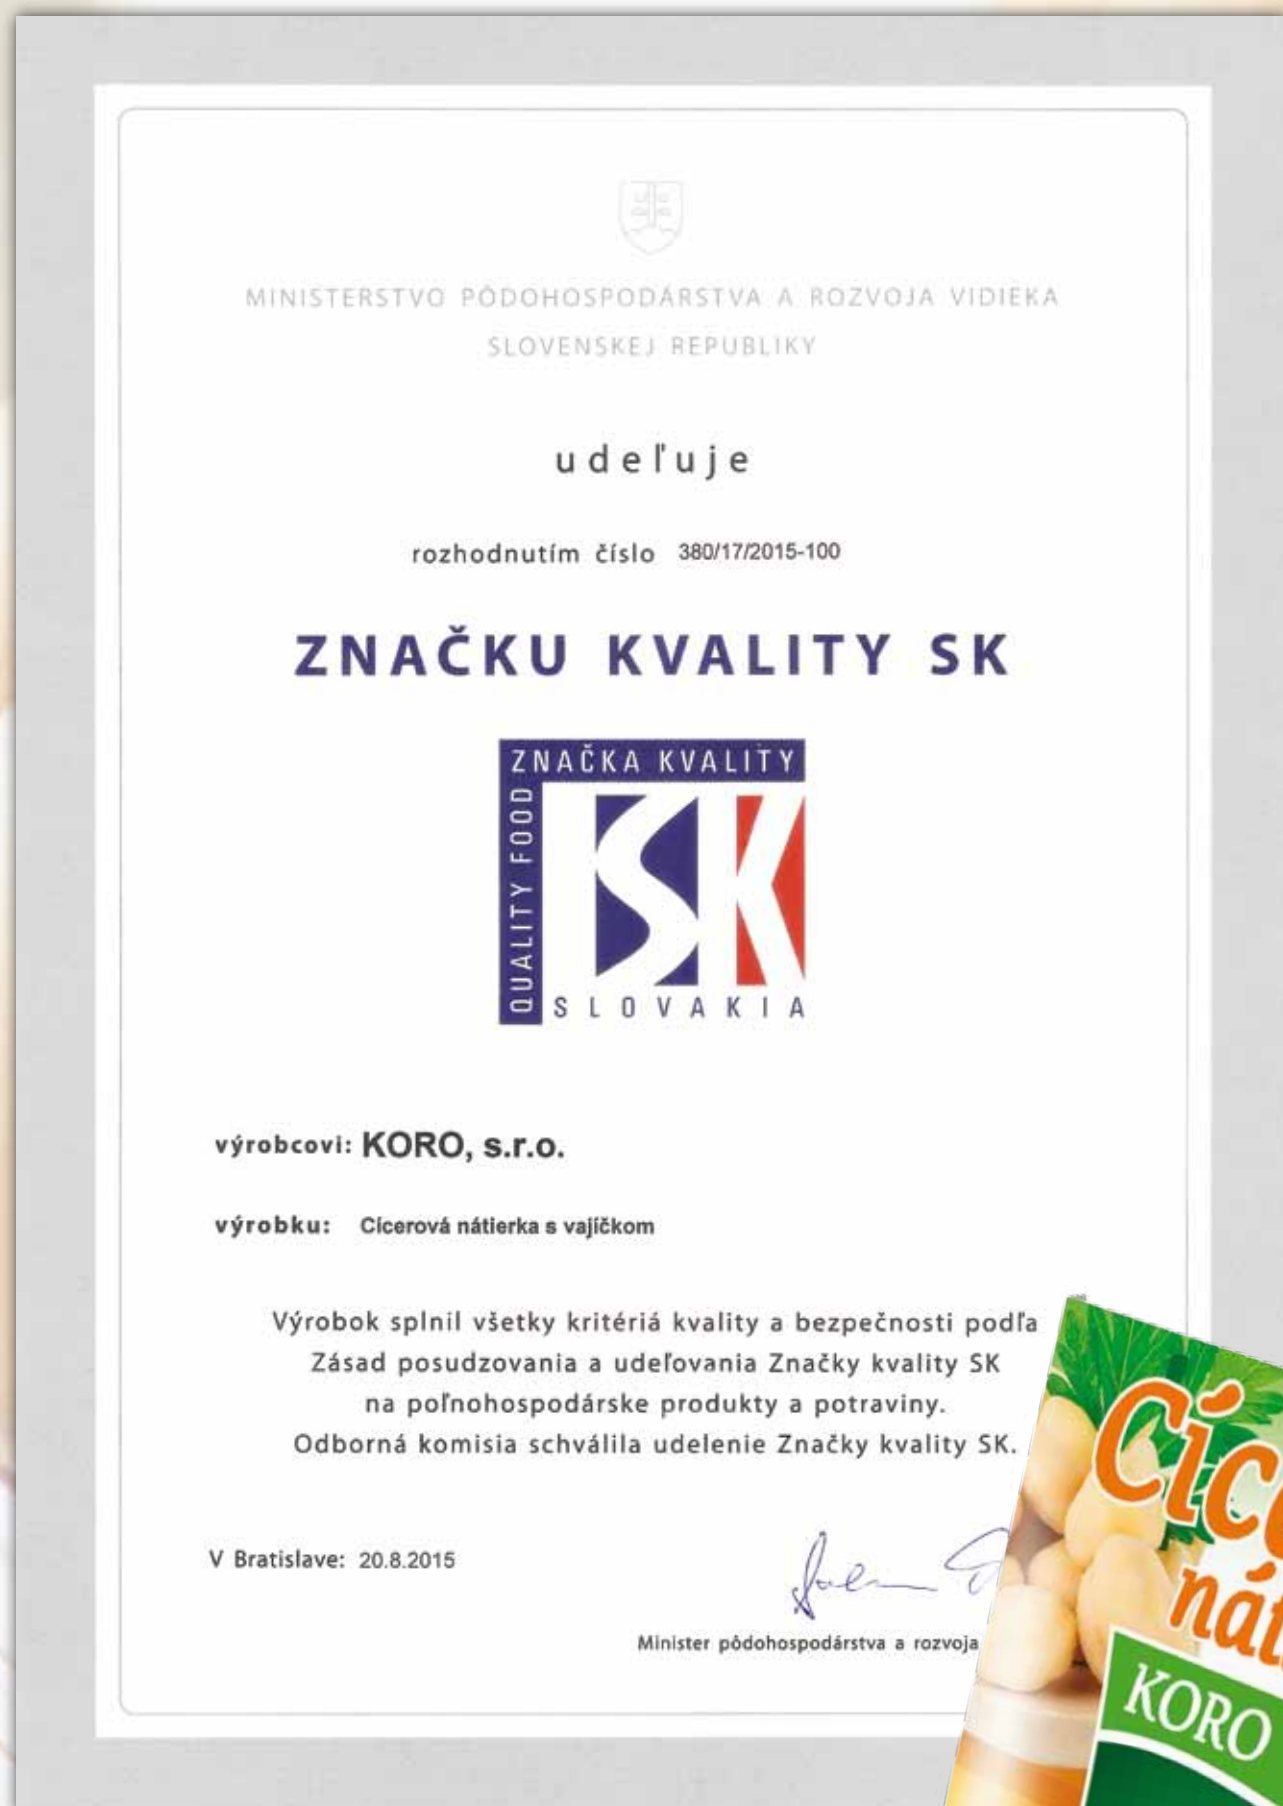 MINISTERSTVO PÔDOHOSPODÁRSTVA A ROZVOJA VIDIEKA
SLOVENSKEJ REPUBLIKY
udeľuje
rozhodnutím číslo 380/17/2015-100
ZNAČKU KVALITY SK
ZNAČKA KVALITY
QUALITY FOOD
SK
SLOVAKIA
výrobcovi: KORO, s.r.o.
výrobku: Cícerová nátierka s vajíčkom
Výrobok splnil všetky kritériá kvality a bezpečnosti podľa
Zásad posudzovania a udeľovania Značky kvality SK
na poľnohospodárske produkty a potraviny.
Odborná komisia schválila udelenie Značky kvality SK.
V Bratislave: 20.8.2015
Minister pôdohospodárstva a rozvoja
KORO